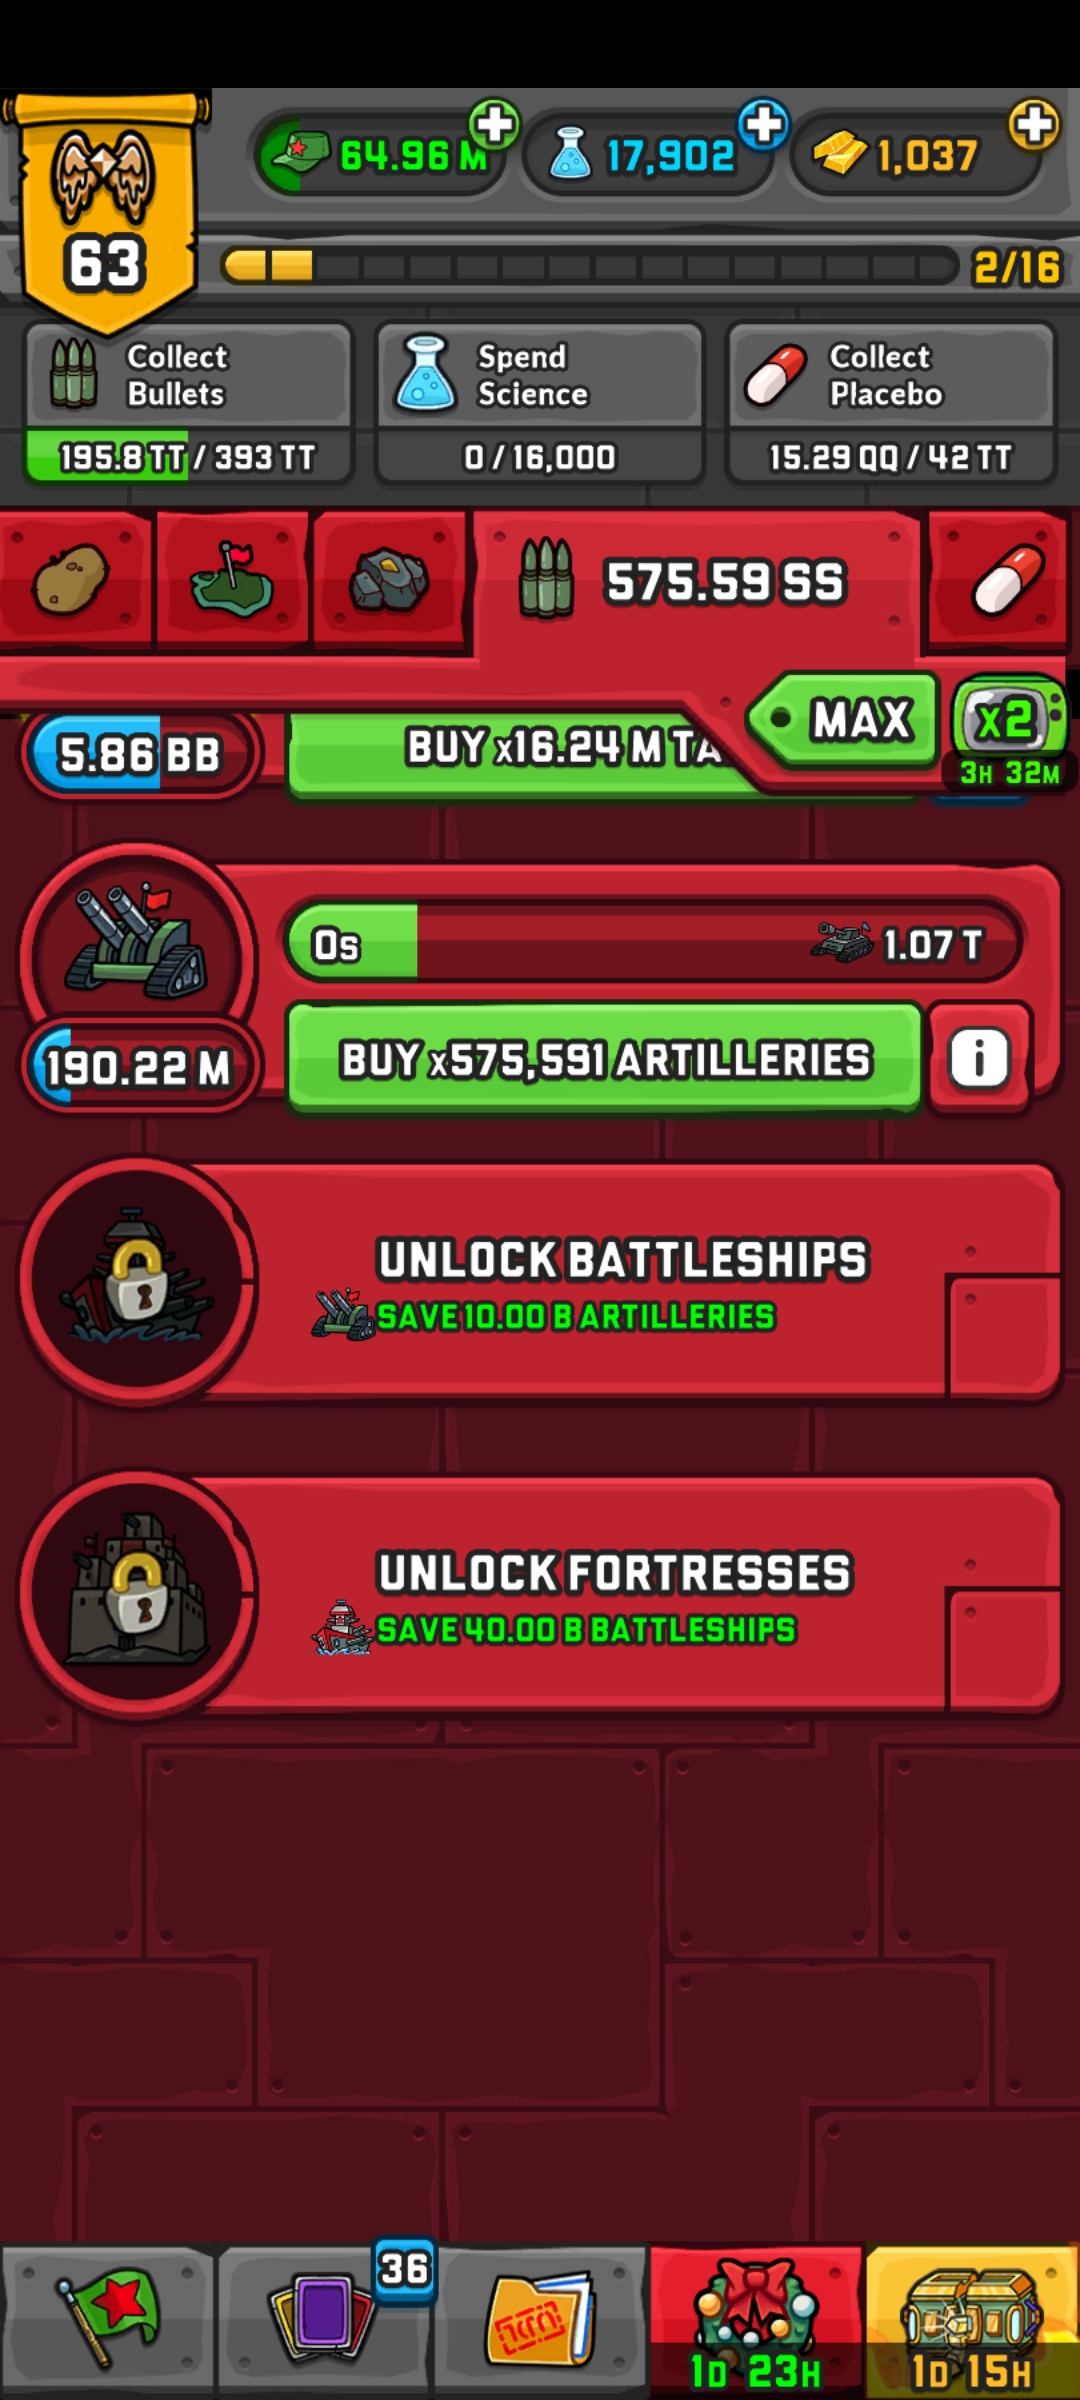 64.96 M
17,902
1,037
63
2/16
Collect
Bullets
195.8 TT / 393 TT
Spend
Science
0 / 16,000
Collect
Placebo
15.29 QQ / 42 TT
575.59 SS
MAX
x2
3H 32M
5.86 BB
BUY x16.24 M TA
0s
1.07 T
190.22 M
BUY x575,591 ARTILLERIES
i
UNLOCK BATTLESHIPS
SAVE 10.00 B ARTILLERIES
UNLOCK FORTRESSES
SAVE 40.00 B BATTLESHIPS
36
1D 23H
1D 15H